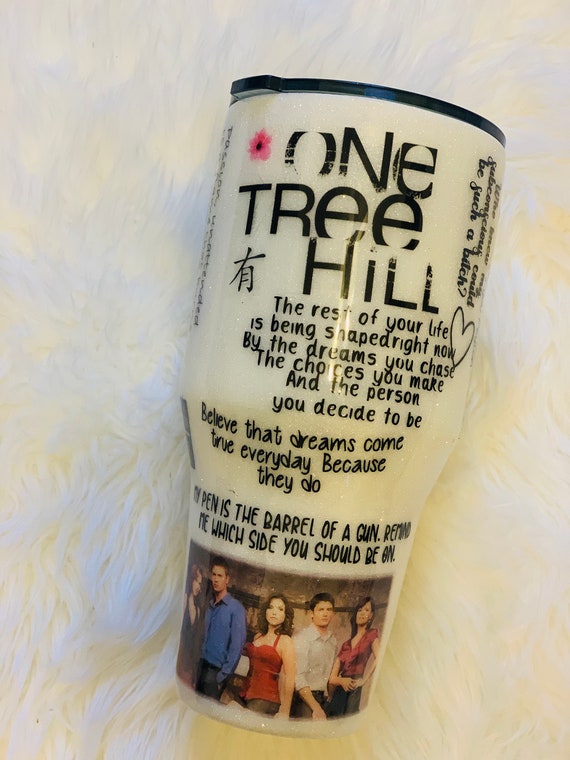 ONE
TREE
HILL
有
The rest of your life
is being shapedright now
By the dreams you chase
The choices you make
And the person
you decide to be
Believe that dreams come
true everyday Because
they do
MY PEN IS THE BARREL OF A GUN. REMIND
ME WHICH SIDE YOU SHOULD BE ON.
subconscious could
be such a bitch?